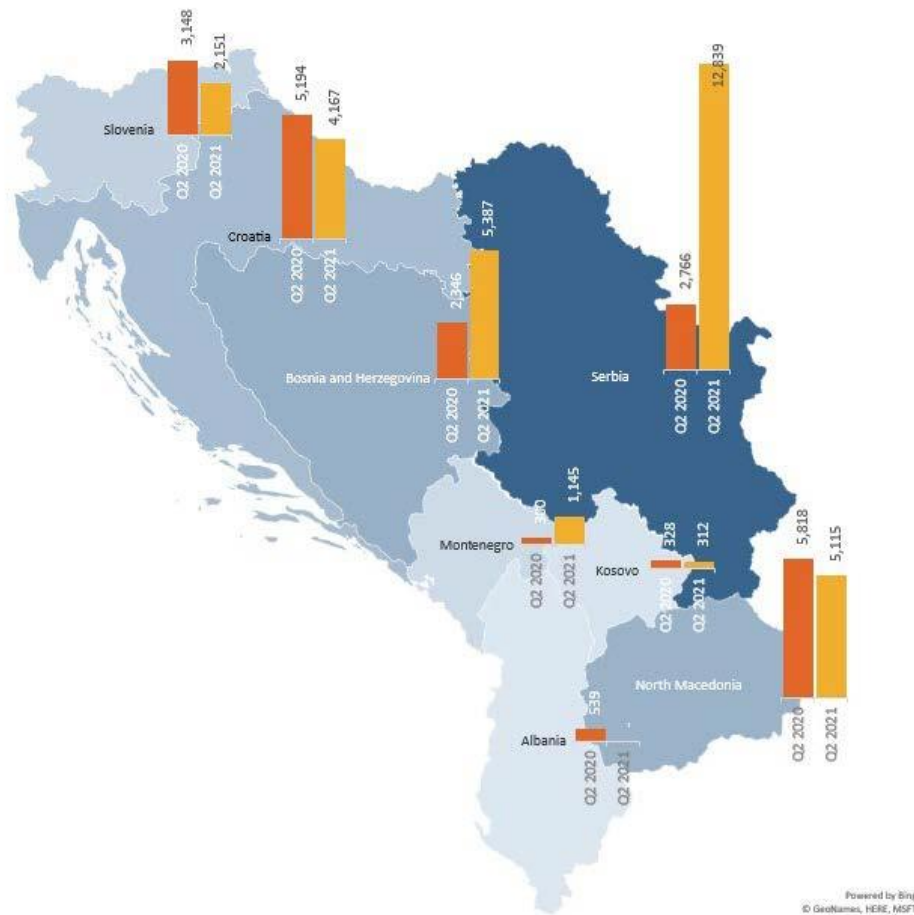 3,148
2,151
Slovenia
Q2 2020
Q2 2021
5,194
4,167
Croatia
Q2 2020
Q2 2021
2,346
5,387
Bosnia and Herzegovina
Q2 2020
Q2 2021
2,766
12,839
Serbia
Q2 2020
Q2 2021
1,145
Montenegro
Q2 2020
Q2 2021
328
312
Kosovo
Q2 2020
Q2 2021
5,818
5,115
North Macedonia
Q2 2020
Q2 2021
539
-
Albania
Q2 2020
Q2 2021
Powered by Bing
© GeoNames, HERE, MSFT